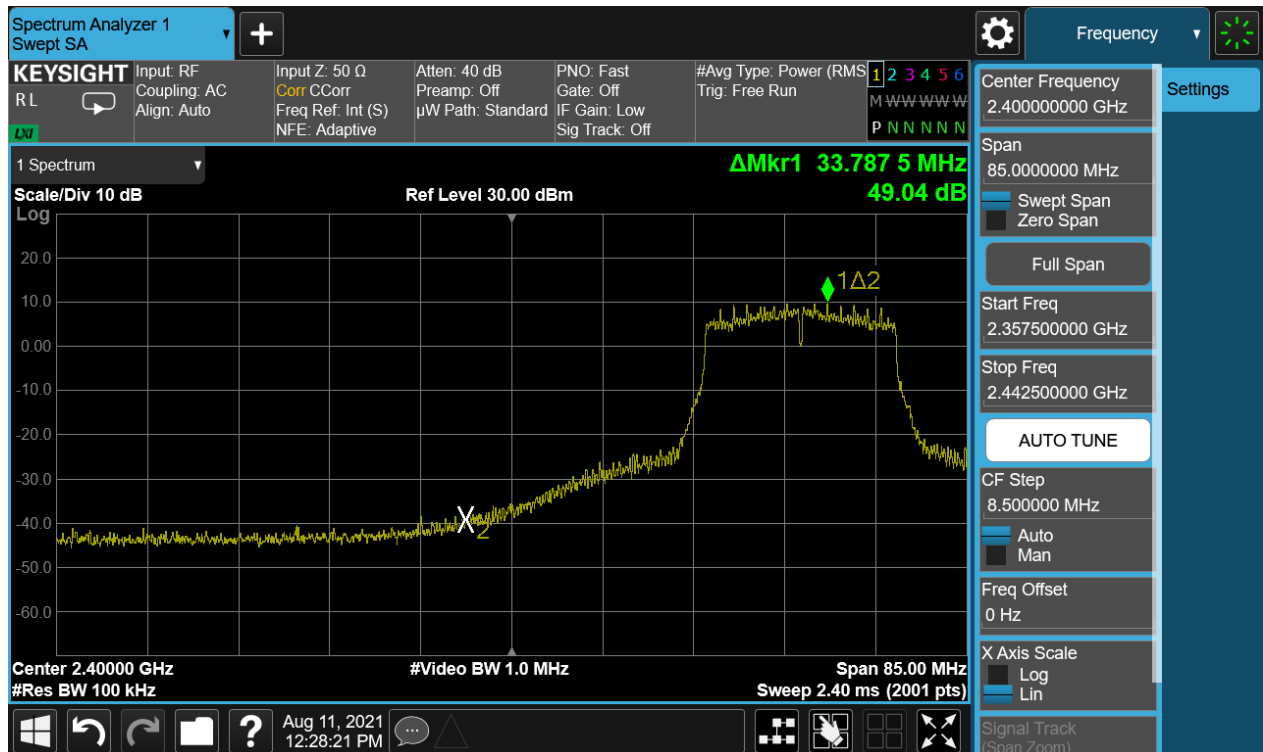 Spectrum Analyzer 1
Swept SA
+
Frequency
KEYSIGHT
R L
LXI
Input: RF
Coupling: AC
Align: Auto
Input Z: 50 Ω
Corr CCorr
Freq Ref: Int (S)
NFE: Adaptive
Atten: 40 dB
Preamp: Off
µW Path: Standard
PNO: Fast
Gate: Off
IF Gain: Low
Sig Track: Off
#Avg Type: Power (RMS
Trig: Free Run
1 2 3 4 5 6
M W W W W W
P N N N N N
1 Spectrum
Scale/Div 10 dB
Log
Ref Level 30.00 dBm
ΔMkr1 33.787 5 MHz
49.04 dB
20.0
10.0
0.00
-10.0
-20.0
-30.0
-40.0
-50.0
-60.0
1Δ2
X2
Center 2.40000 GHz
#Res BW 100 kHz
#Video BW 1.0 MHz
Span 85.00 MHz
Sweep 2.40 ms (2001 pts)
Center Frequency
2.400000000 GHz
Span
85.0000000 MHz
Swept Span
Zero Span
Full Span
Start Freq
2.357500000 GHz
Stop Freq
2.442500000 GHz
AUTO TUNE
CF Step
8.500000 MHz
Auto
Man
Freq Offset
0 Hz
X Axis Scale
Log
Lin
Signal Track
(Span Zoom)
Settings
?
Aug 11, 2021
12:28:21 PM